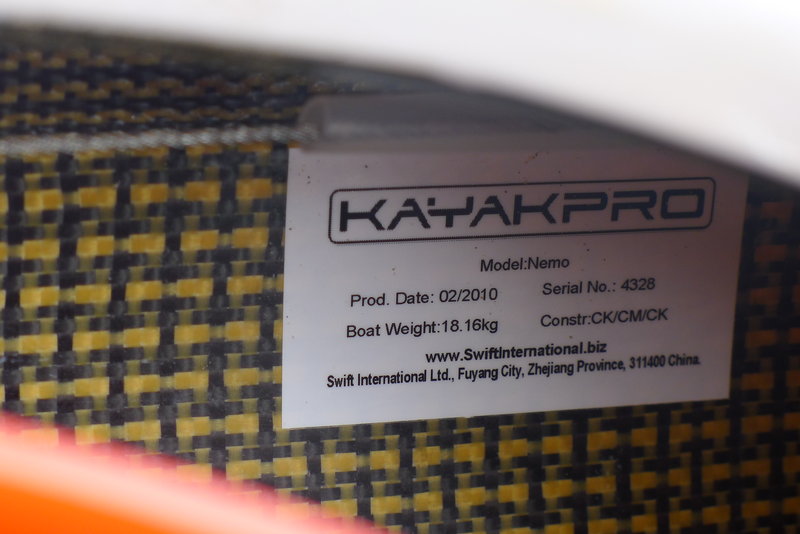 KAYAKPRO
Model:Nemo
Prod. Date: 02/2010 Serial No.: 4328
Boat Weight:18.16kg Constr:CK/CM/CK
www.SwiftInternational.biz
Swift International Ltd., Fuyang City, Zhejiang Province, 311400 China.